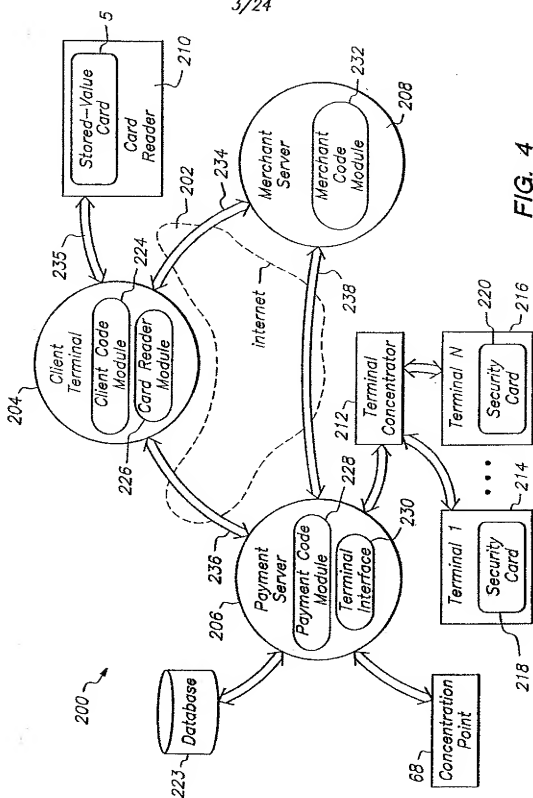 3/24
5
Stored-Value
Card
Card
Reader
210
235
204
Client
Terminal
Client Code
Module
224
Card Reader
Module
226
202
234
internet
Merchant
Server
Merchant
Code
Module
232
208
238
236
206
Payment
Server
Payment Code
Module
228
Terminal
Interface
230
200
Database
223
68
Concentration
Point
212
Terminal
Concentrator
Terminal 1
Security
Card
218
214
• • •
Terminal N
Security
Card
220
216
FIG. 4